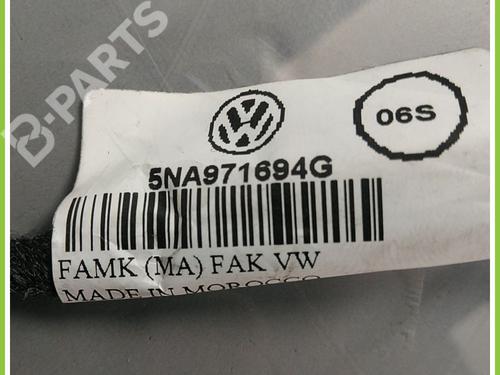 B-PARTS
06S
5NA971694G
FAMK (MA) FAK VW
MADE IN MOROCCO